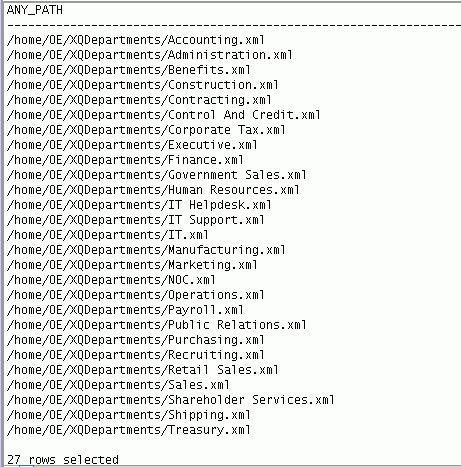 ANY_PATH
--------------------------------------------------------------------------------
/home/OE/XQDepartments/Accounting.xml
/home/OE/XQDepartments/Administration.xml
/home/OE/XQDepartments/Benefits.xml
/home/OE/XQDepartments/Construction.xml
/home/OE/XQDepartments/Contracting.xml
/home/OE/XQDepartments/Control And Credit.xml
/home/OE/XQDepartments/Corporate Tax.xml
/home/OE/XQDepartments/Executive.xml
/home/OE/XQDepartments/Finance.xml
/home/OE/XQDepartments/Government Sales.xml
/home/OE/XQDepartments/Human Resources.xml
/home/OE/XQDepartments/IT Helpdesk.xml
/home/OE/XQDepartments/IT Support.xml
/home/OE/XQDepartments/IT.xml
/home/OE/XQDepartments/Manufacturing.xml
/home/OE/XQDepartments/Marketing.xml
/home/OE/XQDepartments/NOC.xml
/home/OE/XQDepartments/Operations.xml
/home/OE/XQDepartments/Payroll.xml
/home/OE/XQDepartments/Public Relations.xml
/home/OE/XQDepartments/Purchasing.xml
/home/OE/XQDepartments/Recruiting.xml
/home/OE/XQDepartments/Retail Sales.xml
/home/OE/XQDepartments/Sales.xml
/home/OE/XQDepartments/Shareholder Services.xml
/home/OE/XQDepartments/Shipping.xml
/home/OE/XQDepartments/Treasury.xml
27 rows selected